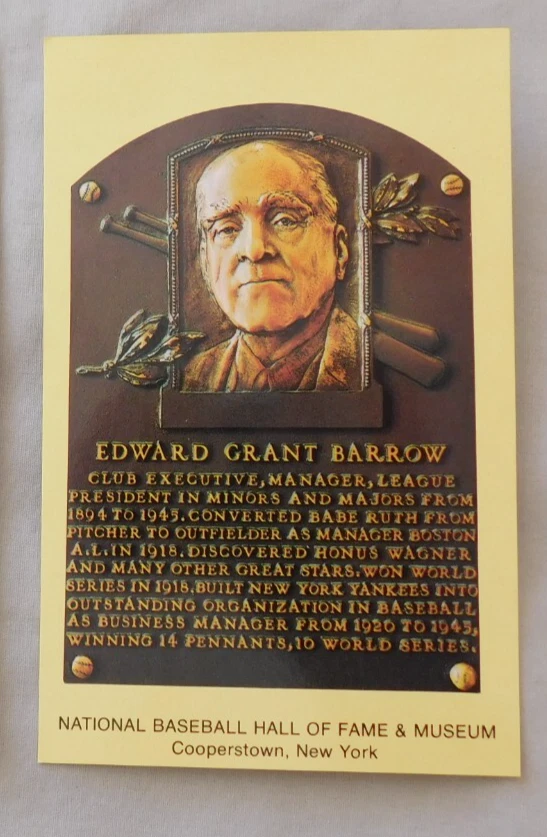 EDWARD GRANT BARROW
CLUB EXECUTIVE, MANAGER, LEAGUE
PRESIDENT IN MINORS AND MAJORS FROM
1894 TO 1945. CONVERTED BABE RUTH FROM
PITCHER TO OUTFIELDER AS MANAGER BOSTON
A.L. IN 1918. DISCOVERED HONUS WAGNER
AND MANY OTHER GREAT STARS. WON WORLD
SERIES IN 1918. BUILT NEW YORK YANKEES INTO
OUTSTANDING ORGANIZATION IN BASEBALL
AS BUSINESS MANAGER FROM 1920 TO 1945,
WINNING 14 PENNANTS, 10 WORLD SERIES.
NATIONAL BASEBALL HALL OF FAME & MUSEUM
Cooperstown, New York